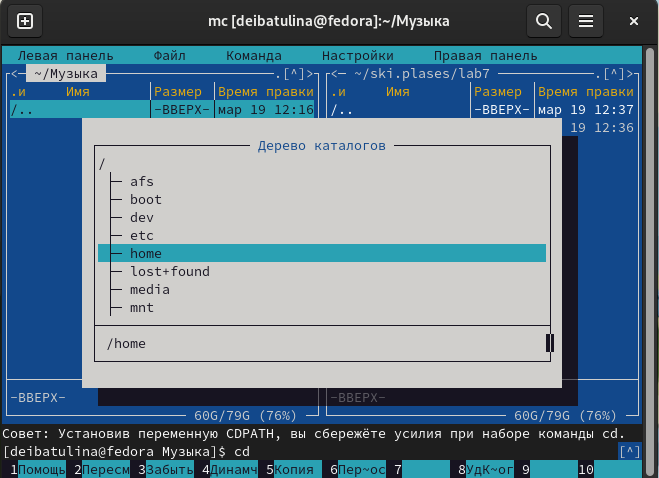 mc [deibatulina@fedora]:~/Музыка
Левая панель Файл Команда Настройки Правая панель
<─ ~/Музыка .[^]> <─ ~/ski.plases/lab7 .[^]>
.и Имя Размер Время правки .и Имя Размер Время правки
/.. -ВВЕРХ- мар 19 12:16 /.. -ВВЕРХ- мар 19 12:37
19 12:36
Дерево каталогов
/
afs
boot
dev
etc
home
lost+found
media
mnt
/home
-ВВЕРХ- -ВВЕРХ-
60G/79G (76%) 60G/79G (76%)
Совет: Установив переменную CDPATH, вы сбережёте усилия при наборе команды cd.
[deibatulina@fedora Музыка]$ cd [^]
1Помощь 2Пересм 3Забыть 4Динамч 5Копия 6Пер~ос 7 8УдК~ог 9 10